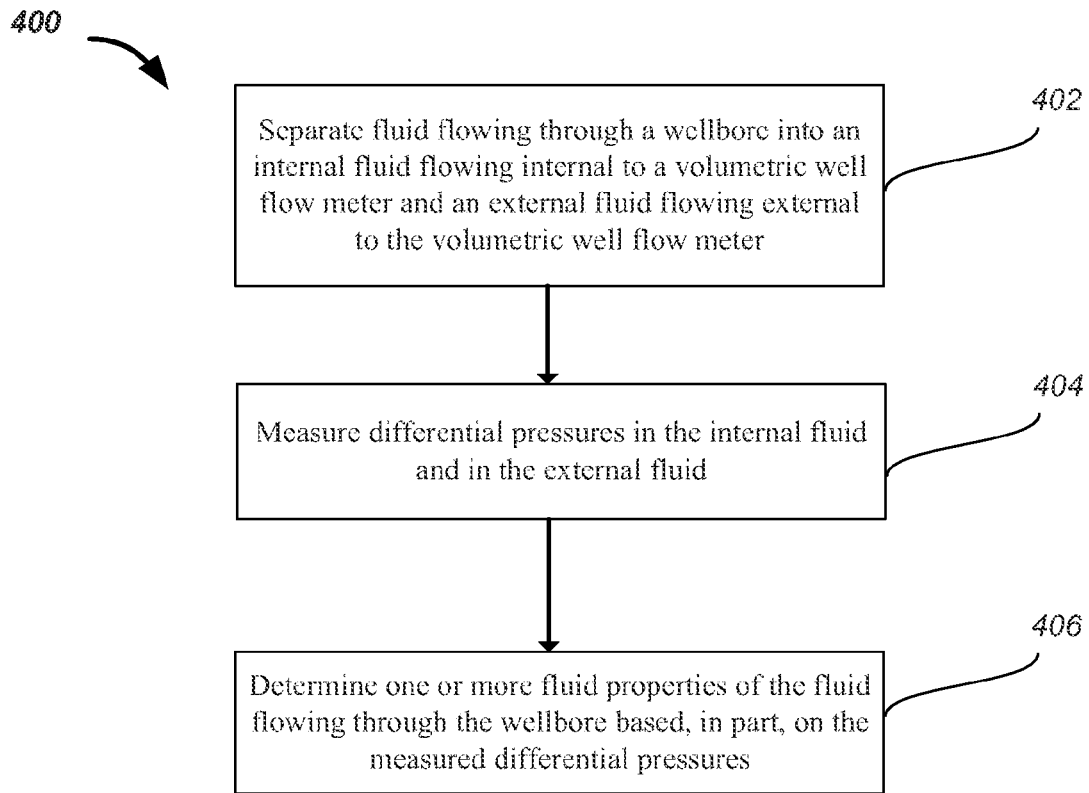 400
402
Separate fluid flowing through a wellbore into an
internal fluid flowing internal to a volumetric well
flow meter and an external fluid flowing external
to the volumetric well flow meter
404
Measure differential pressures in the internal fluid
and in the external fluid
406
Determine one or more fluid properties of the fluid
flowing through the wellbore based, in part, on the
measured differential pressures